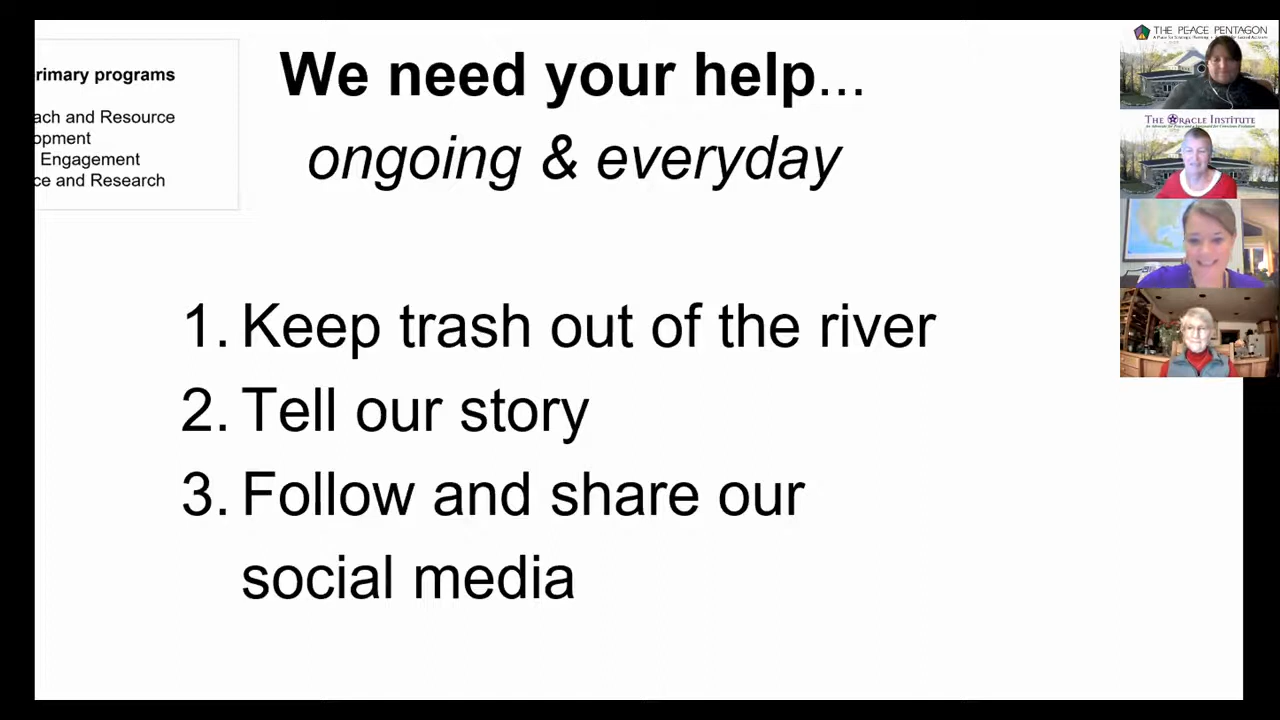 We need your help...
ongoing & everyday
rimary programs
ach and Resource
opment
Engagement
ce and Research
1. Keep trash out of the river
2. Tell our story
3. Follow and share our
social media
THE PEACE PENTAGON
THE ORACLE INSTITUTE